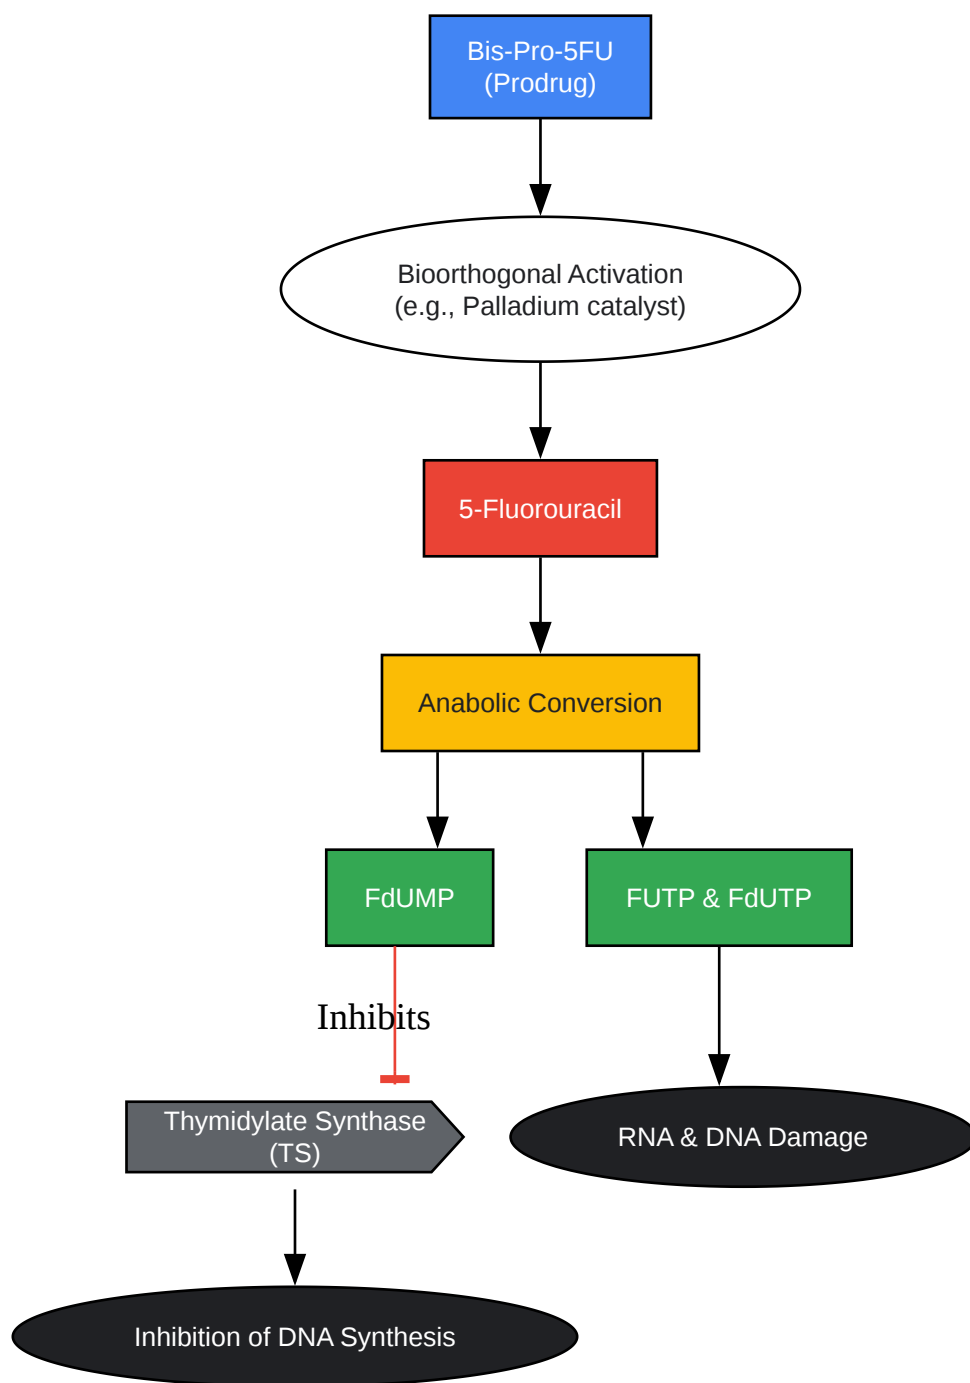 Bis-Pro-5FU
(Prodrug)
Bioorthogonal Activation
(e.g., Palladium catalyst)
5-Fluorouracil
Anabolic Conversion
FdUMP
FUTP & FdUTP
Inhibits
Thymidylate Synthase
(TS)
RNA & DNA Damage
Inhibition of DNA Synthesis